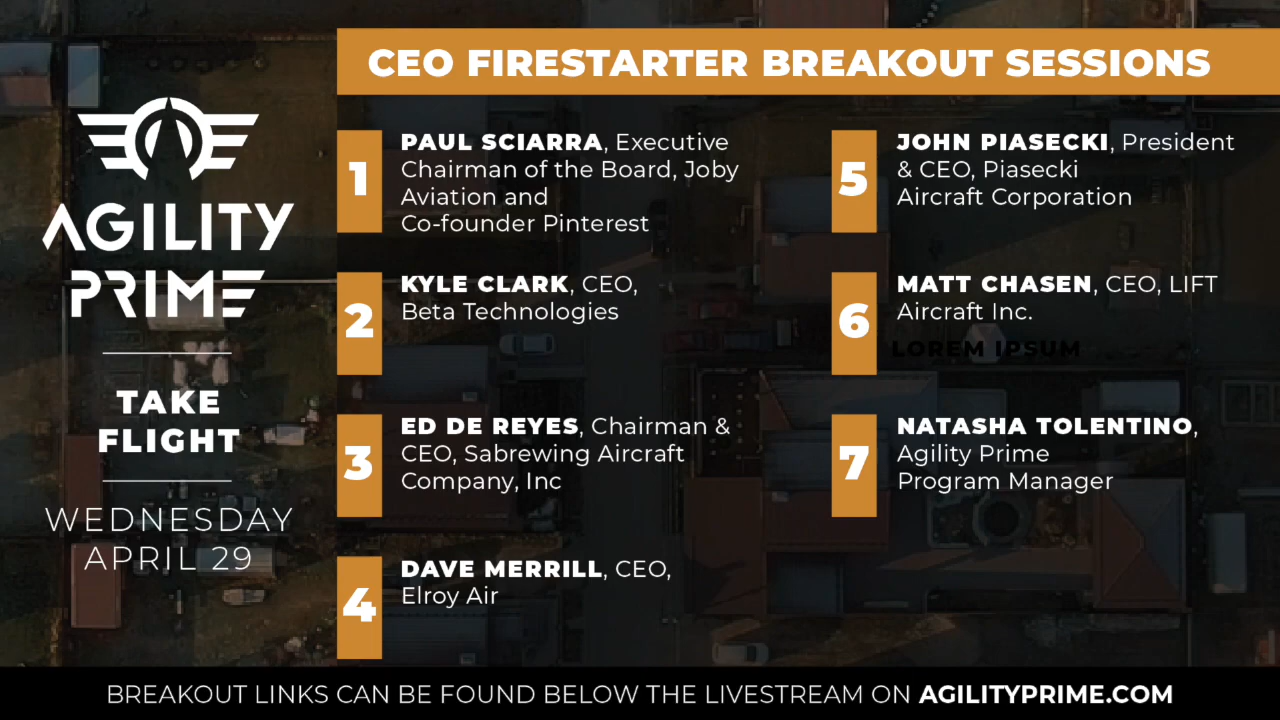 CEO FIRESTARTER BREAKOUT SESSIONS
AGILITY
PRIME
TAKE
FLIGHT
WEDNESDAY
APRIL 29
1
PAUL SCIARRA, Executive
Chairman of the Board, Joby
Aviation and
Co-founder Pinterest
2
KYLE CLARK, CEO,
Beta Technologies
3
ED DE REYES, Chairman &
CEO, Sabrewing Aircraft
Company, Inc
4
DAVE MERRILL, CEO,
Elroy Air
5
JOHN PIASECKI, President
& CEO, Piasecki
Aircraft Corporation
6
MATT CHASEN, CEO, LIFT
Aircraft Inc.
LOREM IPSUM
7
NATASHA TOLENTINO,
Agility Prime
Program Manager
BREAKOUT LINKS CAN BE FOUND BELOW THE LIVESTREAM ON AGILITYPRIME.COM